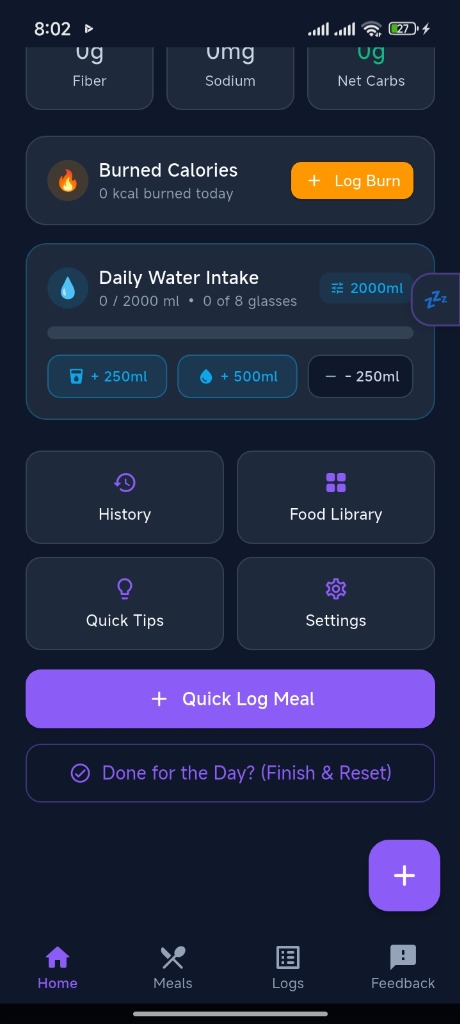 8:02
27
0g
0mg
0g
Fiber
Sodium
Net Carbs
Burned Calories
0 kcal burned today
+ Log Burn
Daily Water Intake
0 / 2000 ml • 0 of 8 glasses
2000ml
zzz
+ 250ml
+ 500ml
− - 250ml
History
Food Library
Quick Tips
Settings
+ Quick Log Meal
Done for the Day? (Finish & Reset)
+
Home
Meals
Logs
Feedback